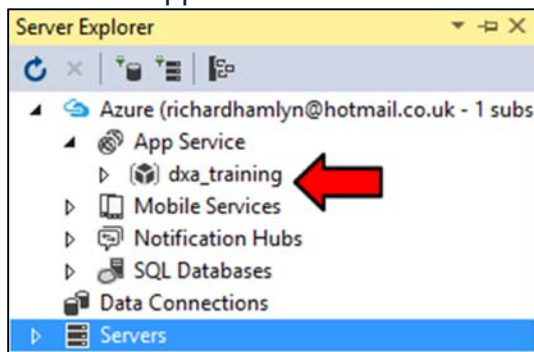 Server Explorer
Azure (richardhamlyn@hotmail.co.uk - 1 subs
App Service
dxa_training
Mobile Services
Notification Hubs
SQL Databases
Data Connections
Servers